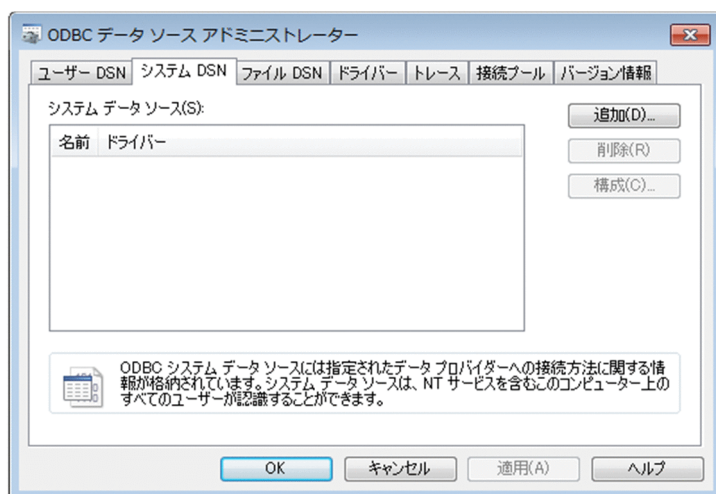 ODBC データ ソース アドミニストレーター
ユーザー DSN システム DSN ファイル DSN ドライバー トレース 接続プール バージョン情報
システム データ ソース(S):
追加(D)...
名前 ドライバー
削除(R)
構成(C)...
ODBC システム データ ソースには指定されたデータ プロバイダーへの接続方法に関する情
報が格納されています。システム データ ソースは、NT サービスを含むこのコンピューター上の
すべてのユーザーが認識することができます。
OK キャンセル 適用(A) ヘルプ